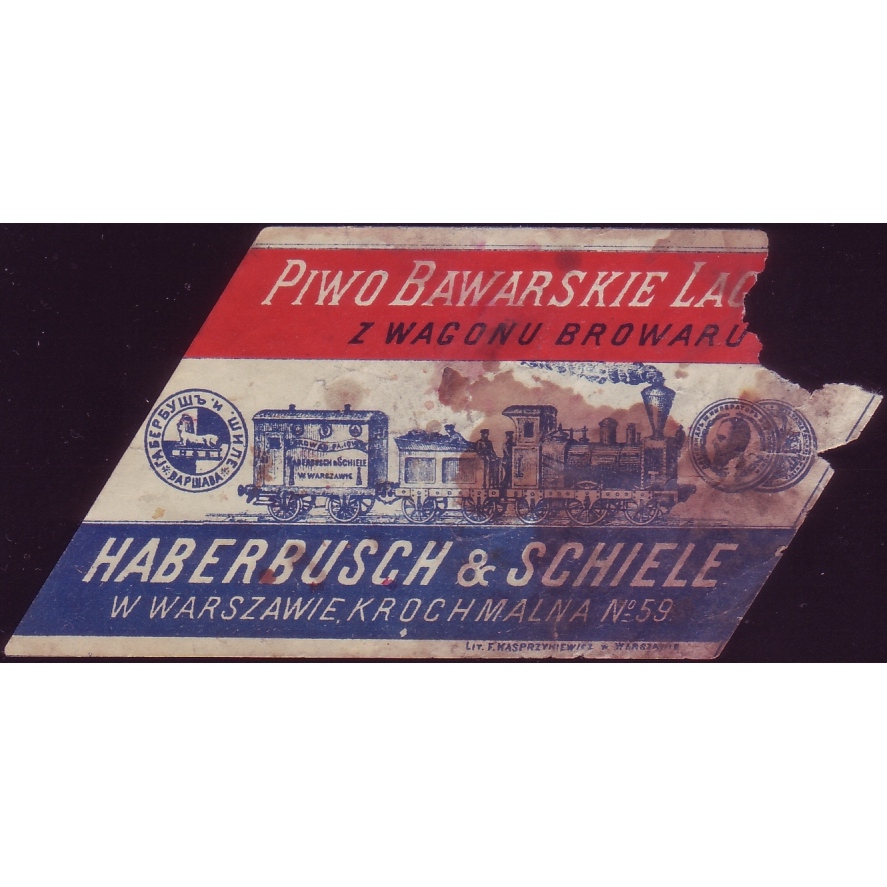 PIWO BAWARSKIE LAG
Z WAGONU BROWARU
ГАБЕРБУШЪ.И.ШИЛЕ
ВАРШАВА
HABERBUSCH & SCHIELE
W WARSZAWIE
HABERBUSCH & SCHIELE
W WARSZAWIE, KROCHMALNA No 59.
LIT. F. KASPRZYKIEWICZ w WARSZAWIE